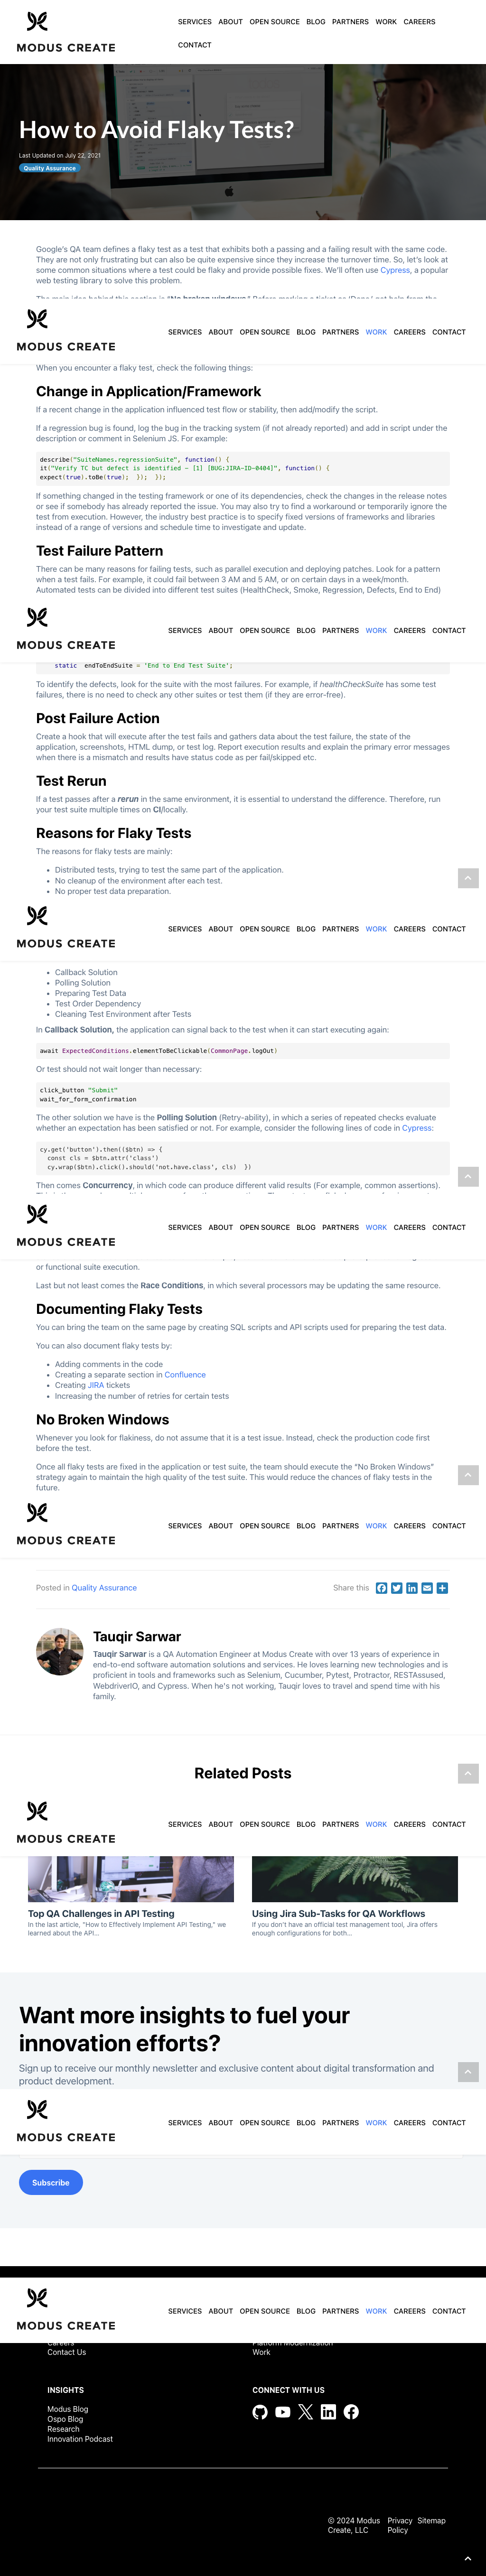 MODUS CREATE
SERVICES ABOUT OPEN SOURCE BLOG PARTNERS WORK CAREERS
CONTACT
How to Avoid Flaky Tests?
Last Updated on July 22, 2021
Quality Assurance
Google's QA team defines a flaky test as a test that exhibits both a passing and a failing result with the same code.
They are not only frustrating but can also be quite expensive since they increase the turnover time. So, let's look at
some common situations where a test could be flaky and provide possible fixes. We'll often use Cypress, a popular
web testing library to solve this problem.
MODUS CREATE
SERVICES ABOUT OPEN SOURCE BLOG PARTNERS WORK CAREERS CONTACT
When you encounter a flaky test, check the following things:
Change in Application/Framework
If a recent change in the application influenced test flow or stability, then add/modify the script.
If a regression bug is found, log the bug in the tracking system (if not already reported) and add in script under the
description or comment in Selenium JS. For example:
describe("SuiteNames.regressionSuite", function() {
it("Verify TC but defect is identified - [1] [BUG:JIRA-ID-0404]", function() {
expect(true).toBe(true);  });  });
If something changed in the testing framework or one of its dependencies, check the changes in the release notes
or see if somebody has already reported the issue. You may also try to find a workaround or temporarily ignore the
test from execution. However, the industry best practice is to specify fixed versions of frameworks and libraries
instead of a range of versions and schedule time to investigate and update.
Test Failure Pattern
There can be many reasons for failing tests, such as parallel execution and deploying patches. Look for a pattern
when a test fails. For example, it could fail between 3 AM and 5 AM, or on certain days in a week/month.
Automated tests can be divided into different test suites (HealthCheck, Smoke, Regression, Defects, End to End)
MODUS CREATE
SERVICES ABOUT OPEN SOURCE BLOG PARTNERS WORK CAREERS CONTACT
static  endToEndSuite = 'End to End Test Suite';
To identify the defects, look for the suite with the most failures. For example, if healthCheckSuite has some test
failures, there is no need to check any other suites or test them (if they are error-free).
Post Failure Action
Create a hook that will execute after the test fails and gathers data about the test failure, the state of the
application, screenshots, HTML dump, or test log. Report execution results and explain the primary error messages
when there is a mismatch and results have status code as per fail/skipped etc.
Test Rerun
If a test passes after a rerun in the same environment, it is essential to understand the difference. Therefore, run
your test suite multiple times on CI/locally.
Reasons for Flaky Tests
The reasons for flaky tests are mainly:
• Distributed tests, trying to test the same part of the application.
• No cleanup of the environment after each test.
• No proper test data preparation.
MODUS CREATE
SERVICES ABOUT OPEN SOURCE BLOG PARTNERS WORK CAREERS CONTACT
• Callback Solution
• Polling Solution
• Preparing Test Data
• Test Order Dependency
• Cleaning Test Environment after Tests
In Callback Solution, the application can signal back to the test when it can start executing again:
await ExpectedConditions.elementToBeClickable(CommonPage.logOut)
Or test should not wait longer than necessary:
click_button "Submit"
wait_for_form_confirmation
The other solution we have is the Polling Solution (Retry-ability), in which a series of repeated checks evaluate
whether an expectation has been satisfied or not. For example, consider the following lines of code in Cypress:
cy.get('button').then(($btn) => {
const cls = $btn.attr('class')
cy.wrap($btn).click().should('not.have.class', cls)  })
Then comes Concurrency, in which code can produce different valid results (For example, common assertions).
MODUS CREATE
SERVICES ABOUT OPEN SOURCE BLOG PARTNERS WORK CAREERS CONTACT
or functional suite execution.
Last but not least comes the Race Conditions, in which several processors may be updating the same resource.
Documenting Flaky Tests
You can bring the team on the same page by creating SQL scripts and API scripts used for preparing the test data.
You can also document flaky tests by:
• Adding comments in the code
• Creating a separate section in Confluence
• Creating JIRA tickets
• Increasing the number of retries for certain tests
No Broken Windows
Whenever you look for flakiness, do not assume that it is a test issue. Instead, check the production code first
before the test.
Once all flaky tests are fixed in the application or test suite, the team should execute the "No Broken Windows"
strategy again to maintain the high quality of the test suite. This would reduce the chances of flaky tests in the
future.
MODUS CREATE
SERVICES ABOUT OPEN SOURCE BLOG PARTNERS WORK CAREERS CONTACT
Posted in Quality Assurance
Share this
Tauqir Sarwar
Tauqir Sarwar is a QA Automation Engineer at Modus Create with over 13 years of experience in
end-to-end software automation solutions and services. He loves learning new technologies and is
proficient in tools and frameworks such as Selenium, Cucumber, Pytest, Protractor, RESTAssured,
WebdriverIO, and Cypress. When he's not working, Tauqir loves to travel and spend time with his
family.
Related Posts
MODUS CREATE
SERVICES ABOUT OPEN SOURCE BLOG PARTNERS WORK CAREERS CONTACT
Top QA Challenges in API Testing
In the last article, "How to Effectively Implement API Testing," we
learned about the API...
Using Jira Sub-Tasks for QA Workflows
If you don't have an official test management tool, Jira offers
enough configurations for both...
Want more insights to fuel your
innovation efforts?
Sign up to receive our monthly newsletter and exclusive content about digital transformation and
product development.
MODUS CREATE
SERVICES ABOUT OPEN SOURCE BLOG PARTNERS WORK CAREERS CONTACT
Subscribe
MODUS CREATE
SERVICES ABOUT OPEN SOURCE BLOG PARTNERS WORK CAREERS CONTACT
Careers
Contact Us
Platform Modernization
Work
INSIGHTS
Modus Blog
Ospo Blog
Research
Innovation Podcast
CONNECT WITH US
© 2024 Modus
Create, LLC
Privacy
Policy
Sitemap